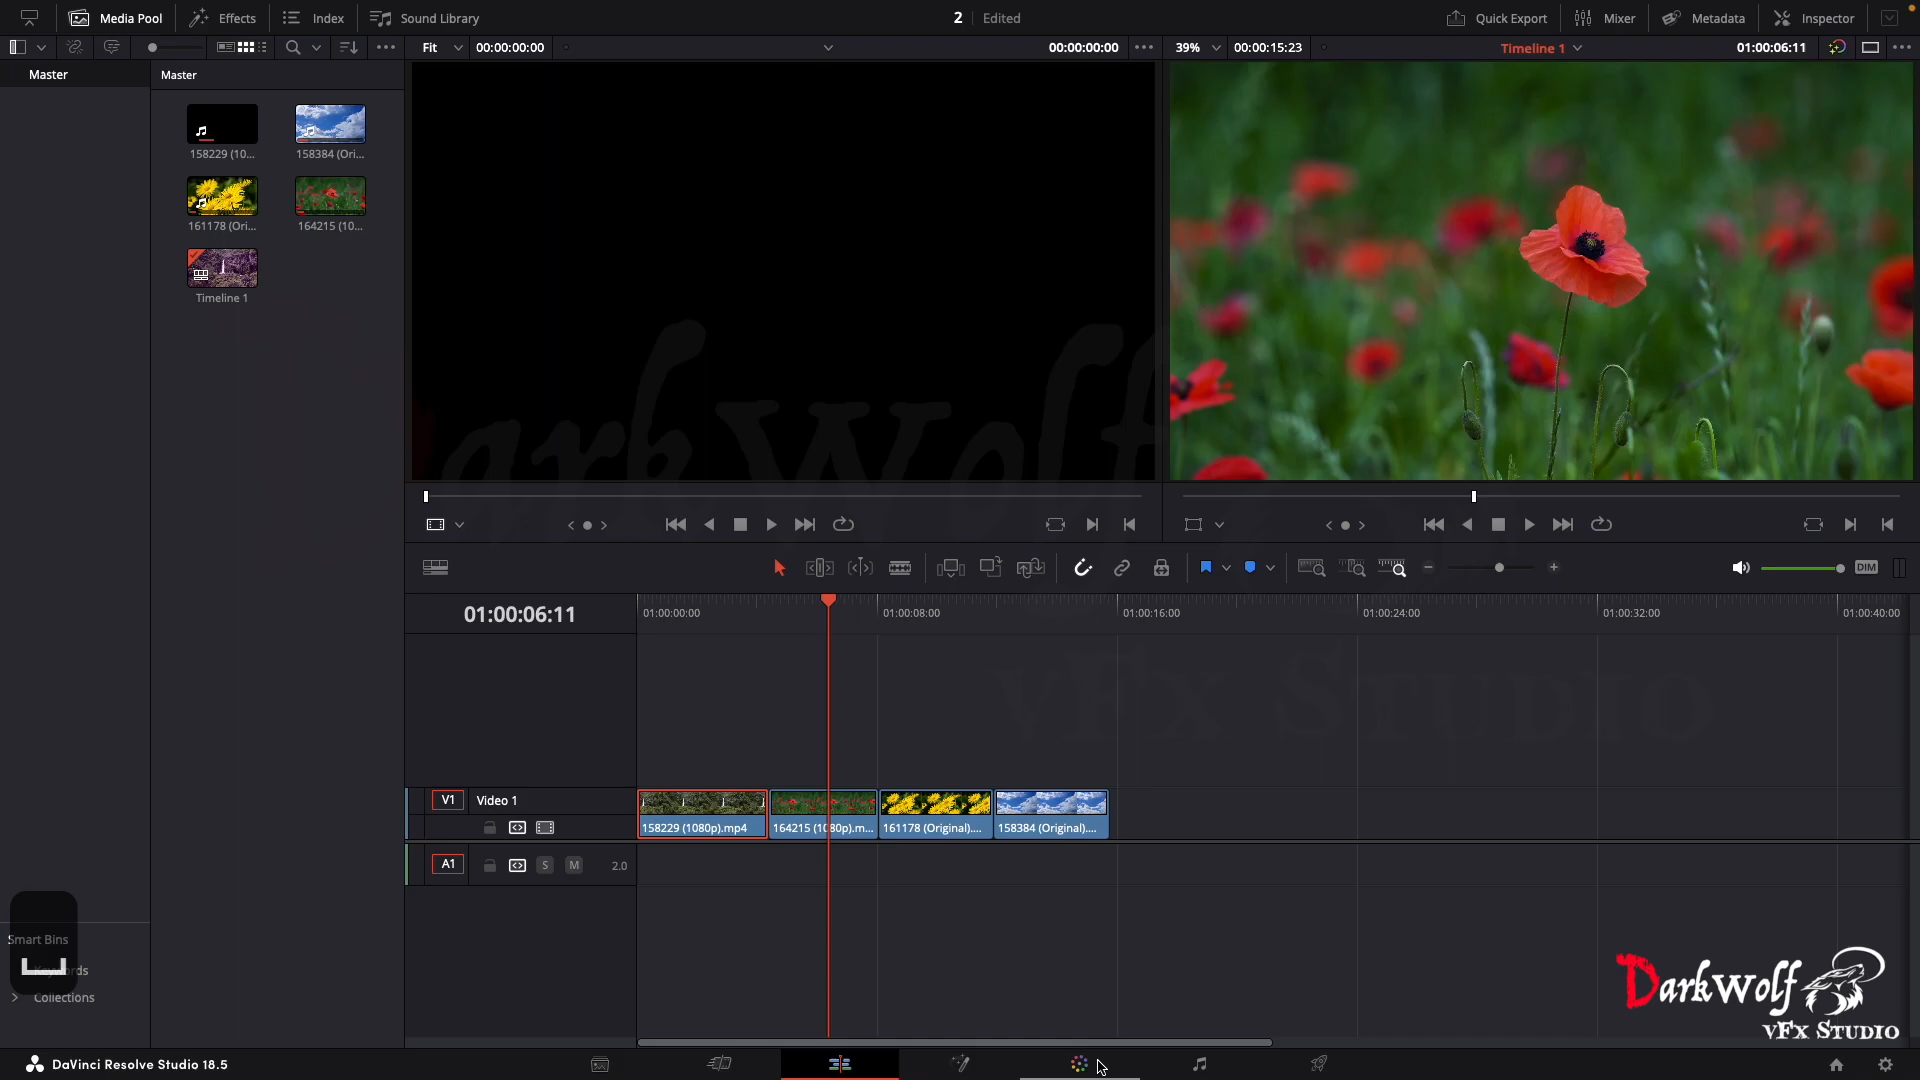 Media Pool
Effects
Index
Sound Library
2
Edited
Quick Export
Mixer
Metadata
Inspector
Fit
00:00:00:00
00:00:00:00
39%
00:00:15:23
Timeline 1
01:00:06:11
Master
Master
158229 (10...
158384 (Ori...
161178 (Ori...
164215 (10...
Timeline 1
DarkWolf
DIM
01:00:06:11
01:00:00:00
01:00:08:00
01:00:16:00
01:00:24:00
01:00:32:00
01:00:40:00
vFx Studio
V1
Video 1
158229 (1080p).mp4
164215 (1080p).m...
161178 (Original)....
158384 (Original)....
A1
S
M
2.0
Smart Bins
Keywords
Collections
DarkWolf
vFx Studio
DaVinci Resolve Studio 18.5